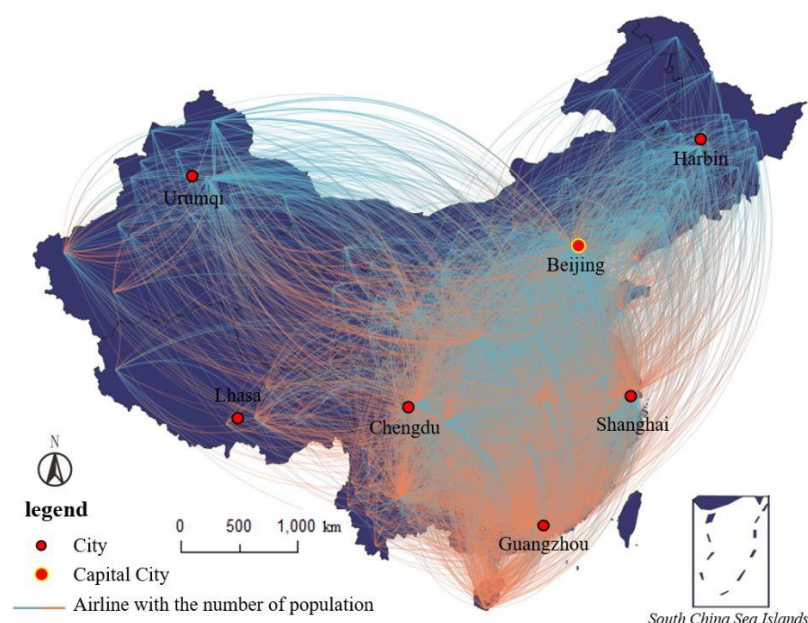 Harbin
Urumqi
Beijing
Lhasa
Chengdu
Shanghai
Guangzhou
N
legend
City
Capital City
Airline with the number of population
0 500 1,000 km
South China Sea Islands